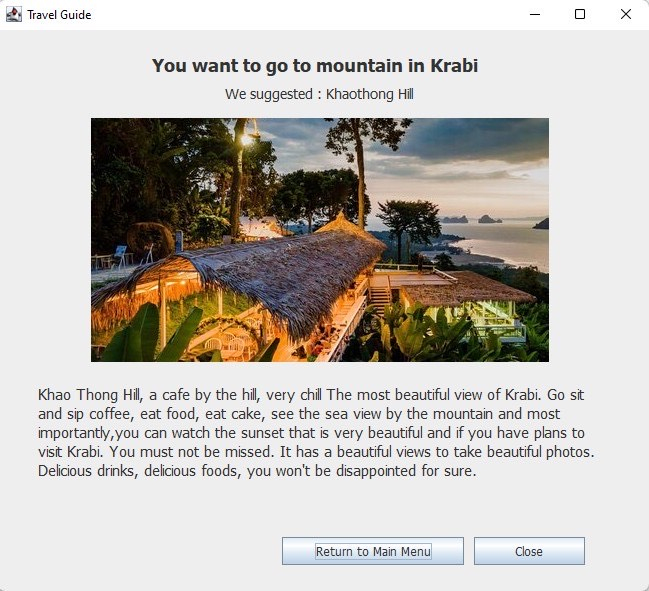 Travel Guide
You want to go to mountain in Krabi
We suggested : Khaothong Hill
Khao Thong Hill, a cafe by the hill, very chill The most beautiful view of Krabi. Go sit
and sip coffee, eat food, eat cake, see the sea view by the mountain and most
importantly,you can watch the sunset that is very beautiful and if you have plans to
visit Krabi. You must not be missed. It has a beautiful views to take beautiful photos.
Delicious drinks, delicious foods, you won't be disappointed for sure.
Return to Main Menu
Close